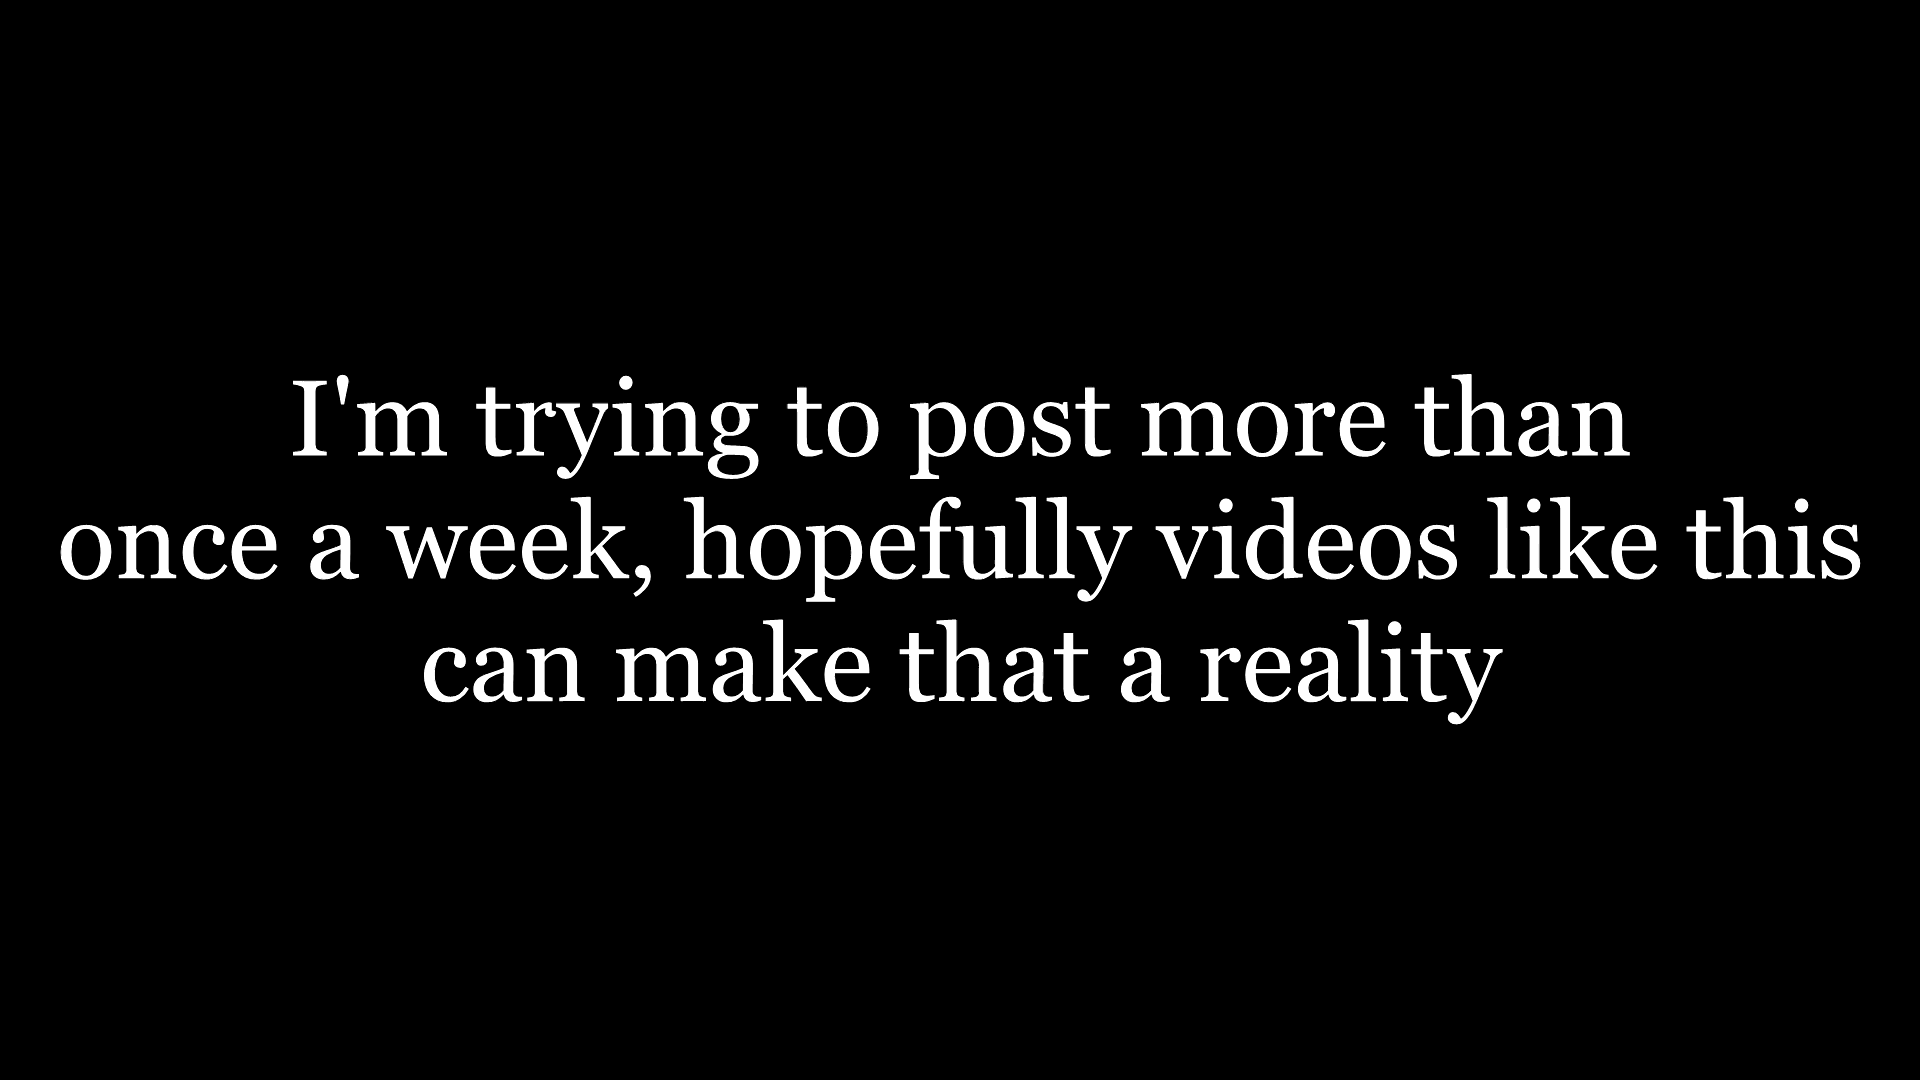 I'm trying to post more than
once a week, hopefully videos like this
can make that a reality